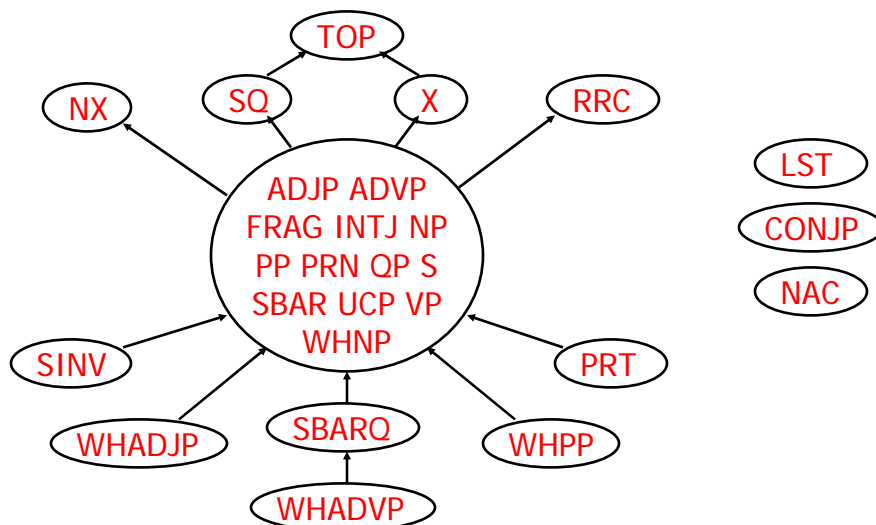 TOP
NX
SQ
X
RRC
ADJP ADVP
FRAG INTJ NP
PP PRN QP S
SBAR UCP VP
WHNP
LST
CONJP
NAC
SINV
PRT
WHADJP
SBARQ
WHPP
WHADVP